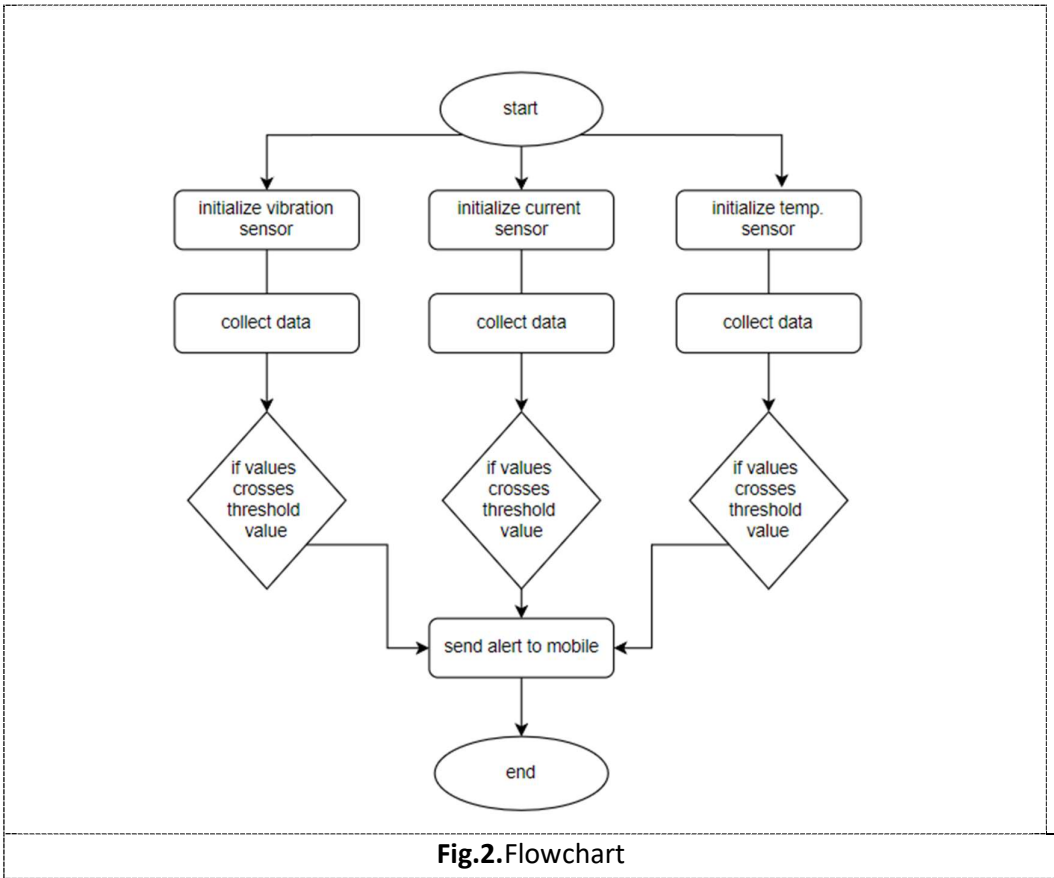 start
initialize vibration
sensor
initialize current
sensor
initialize temp.
sensor
collect data
collect data
collect data
if values
crosses
threshold
value
if values
crosses
threshold
value
if values
crosses
threshold
value
send alert to mobile
end
Fig.2.Flowchart